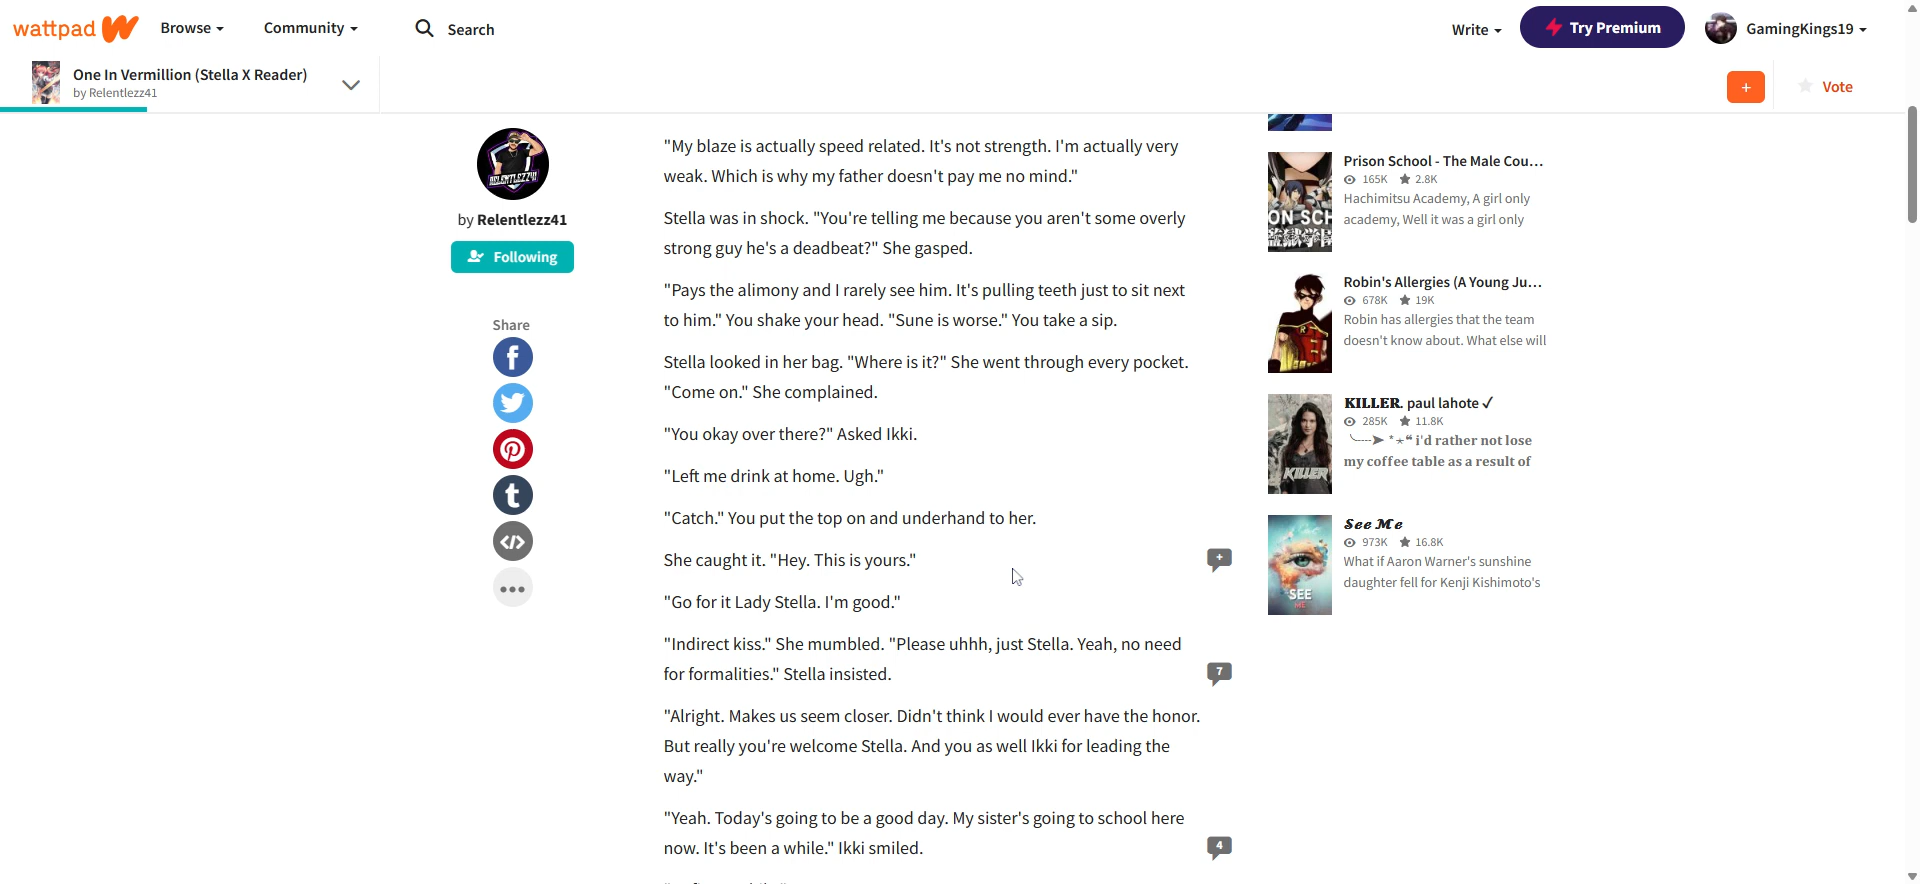 wattpad
Browse
Community
Search
Write
Try Premium
GamingKings19
One In Vermillion (Stella X Reader)
by Relentlezz41
+
Vote
RELENTLEZZ41
by Relentlezz41
Following
Share
"My blaze is actually speed related. It's not strength. I'm actually very
weak. Which is why my father doesn't pay me no mind."
Stella was in shock. "You're telling me because you aren't some overly
strong guy he's a deadbeat?" She gasped.
"Pays the alimony and I rarely see him. It's pulling teeth just to sit next
to him." You shake your head. "Sune is worse." You take a sip.
Stella looked in her bag. "Where is it?" She went through every pocket.
"Come on." She complained.
"You okay over there?" Asked Ikki.
"Left me drink at home. Ugh."
"Catch." You put the top on and underhand to her.
She caught it. "Hey. This is yours."
+
"Go for it Lady Stella. I'm good."
"Indirect kiss." She mumbled. "Please uhhh, just Stella. Yeah, no need
for formalities." Stella insisted.
7
"Alright. Makes us seem closer. Didn't think I would ever have the honor.
But really you're welcome Stella. And you as well Ikki for leading the
way."
"Yeah. Today's going to be a good day. My sister's going to school here
now. It's been a while." Ikki smiled.
4
ON SCH
Prison School - The Male Cou...
165K 2.8K
Hachimitsu Academy, A girl only
academy, Well it was a girl only
Robin's Allergies (A Young Ju...
678K 19K
Robin has allergies that the team
doesn't know about. What else will
KILLER
KILLER. paul lahote ✓
285K 11.8K
╰┈➤ *⋆❝ i'd rather not lose
my coffee table as a result of
SEE
ME
See Me
973K 16.8K
What if Aaron Warner's sunshine
daughter fell for Kenji Kishimoto's